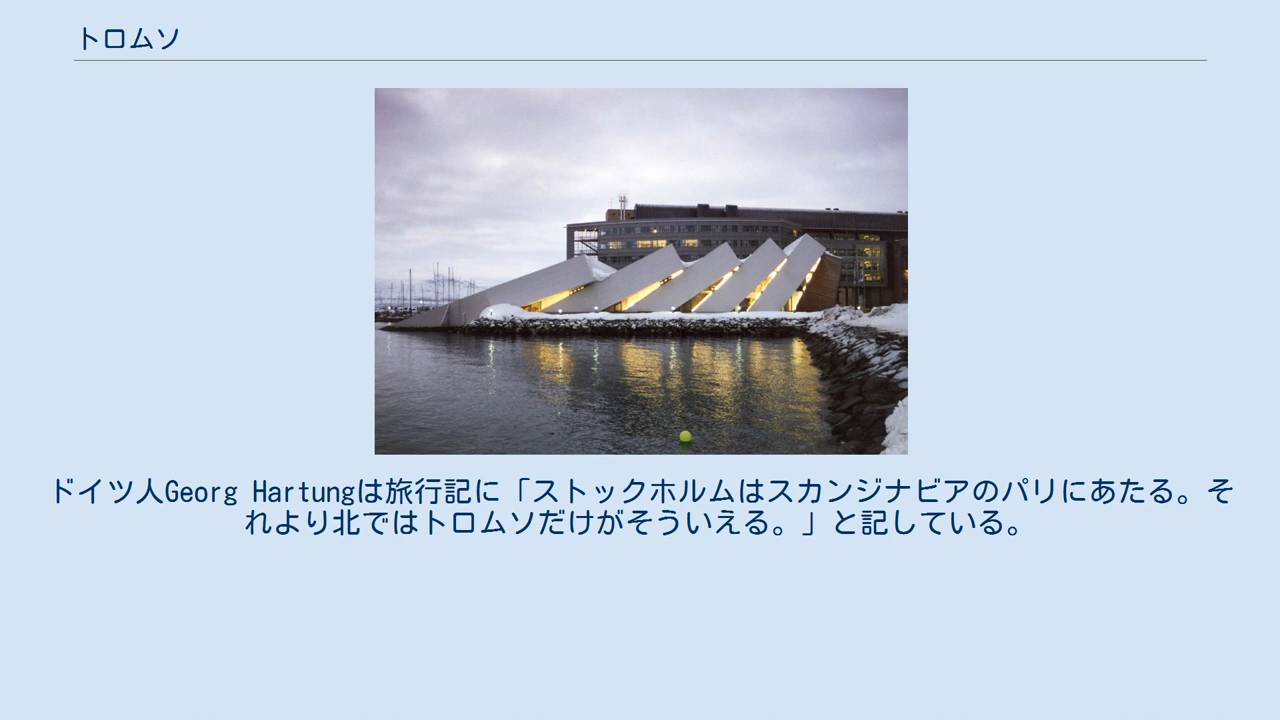 トロムソ
ドイツ人Georg Hartungは旅行記に「ストックホルムはスカンジナビアのパリにあたる。そ
れより北ではトロムソだけがそういえる。」と記している。